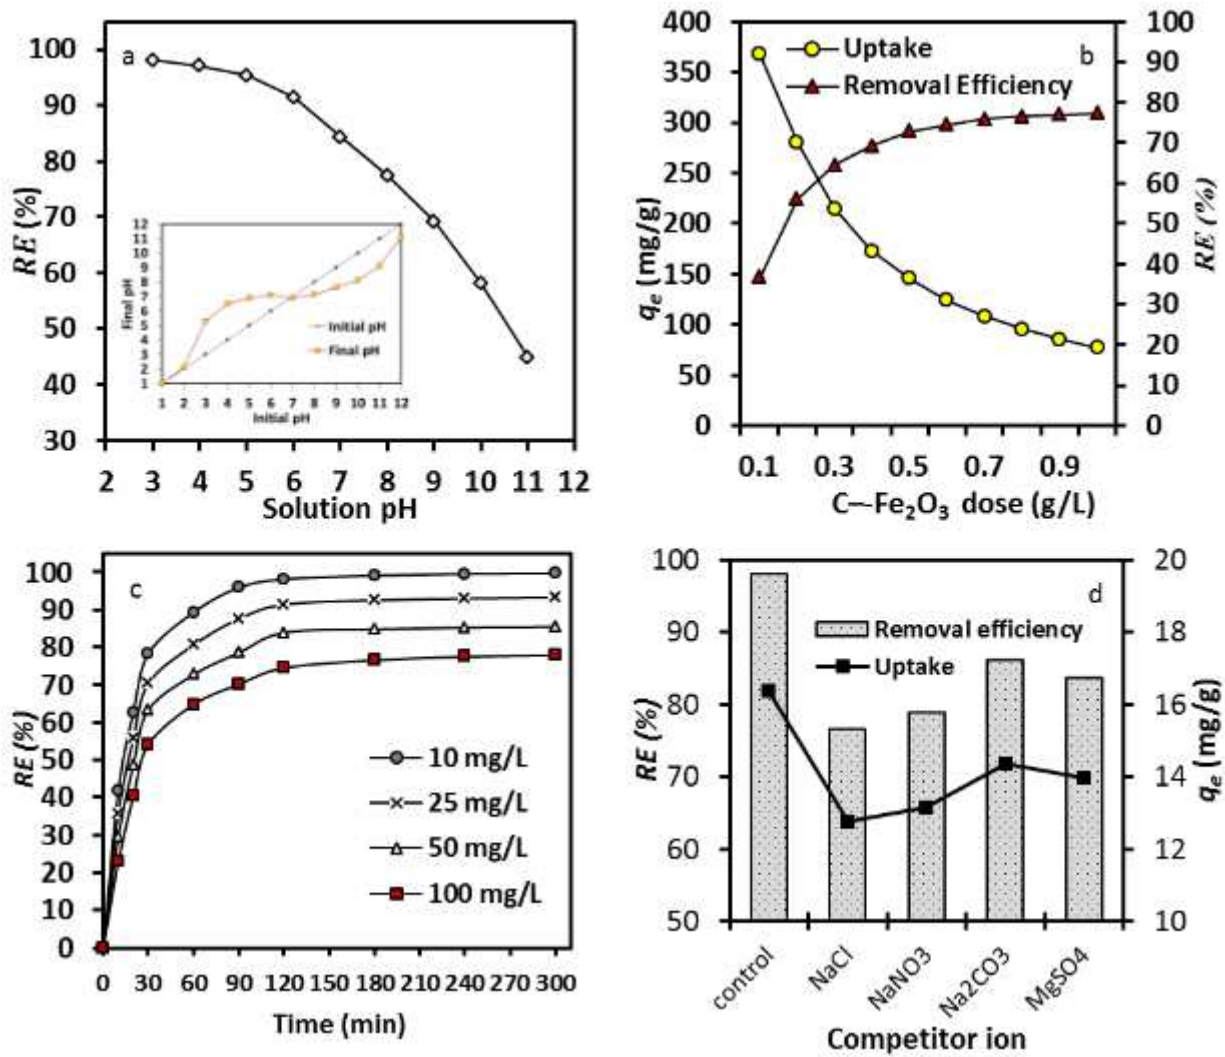 a
RE (%)
100
90
80
70
60
50
40
30
2 3 4 5 6 7 8 9 10 11 12
Solution pH
Final pH
12
11
10
9
8
7
6
5
4
3
2
1
Initial pH
Final pH
1 2 3 4 5 6 7 8 9 10 11 12
Initial pH
b
Uptake
Removal Efficiency
qe (mg/g)
400
350
300
250
200
150
100
50
0
100
90
80
70
60
50
40
30
20
10
0
RE (%)
0.1 0.3 0.5 0.7 0.9
C--Fe2O3 dose (g/L)
c
RE (%)
100
90
80
70
60
50
40
30
20
10
0
10 mg/L
25 mg/L
50 mg/L
100 mg/L
0 30 60 90 120 150 180 210 240 270 300
Time (min)
d
Removal efficiency
Uptake
RE (%)
100
90
80
70
60
50
20
18
16
14
12
10
qe (mg/g)
control NaCl NaNO3 Na2CO3 MgSO4
Competitor ion